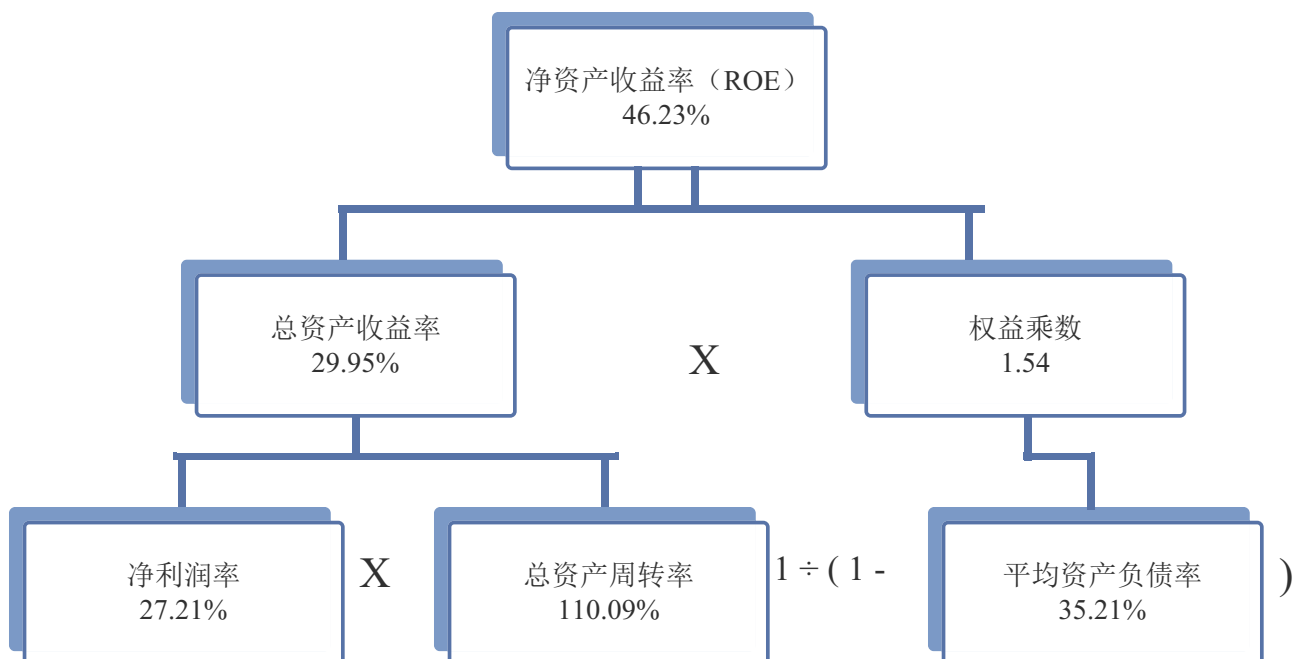 净资产收益率（ROE）
46.23%
总资产收益率
29.95%
X
权益乘数
1.54
净利润率
27.21%
X
总资产周转率
110.09%
1 ÷ ( 1 -
平均资产负债率
35.21%
)